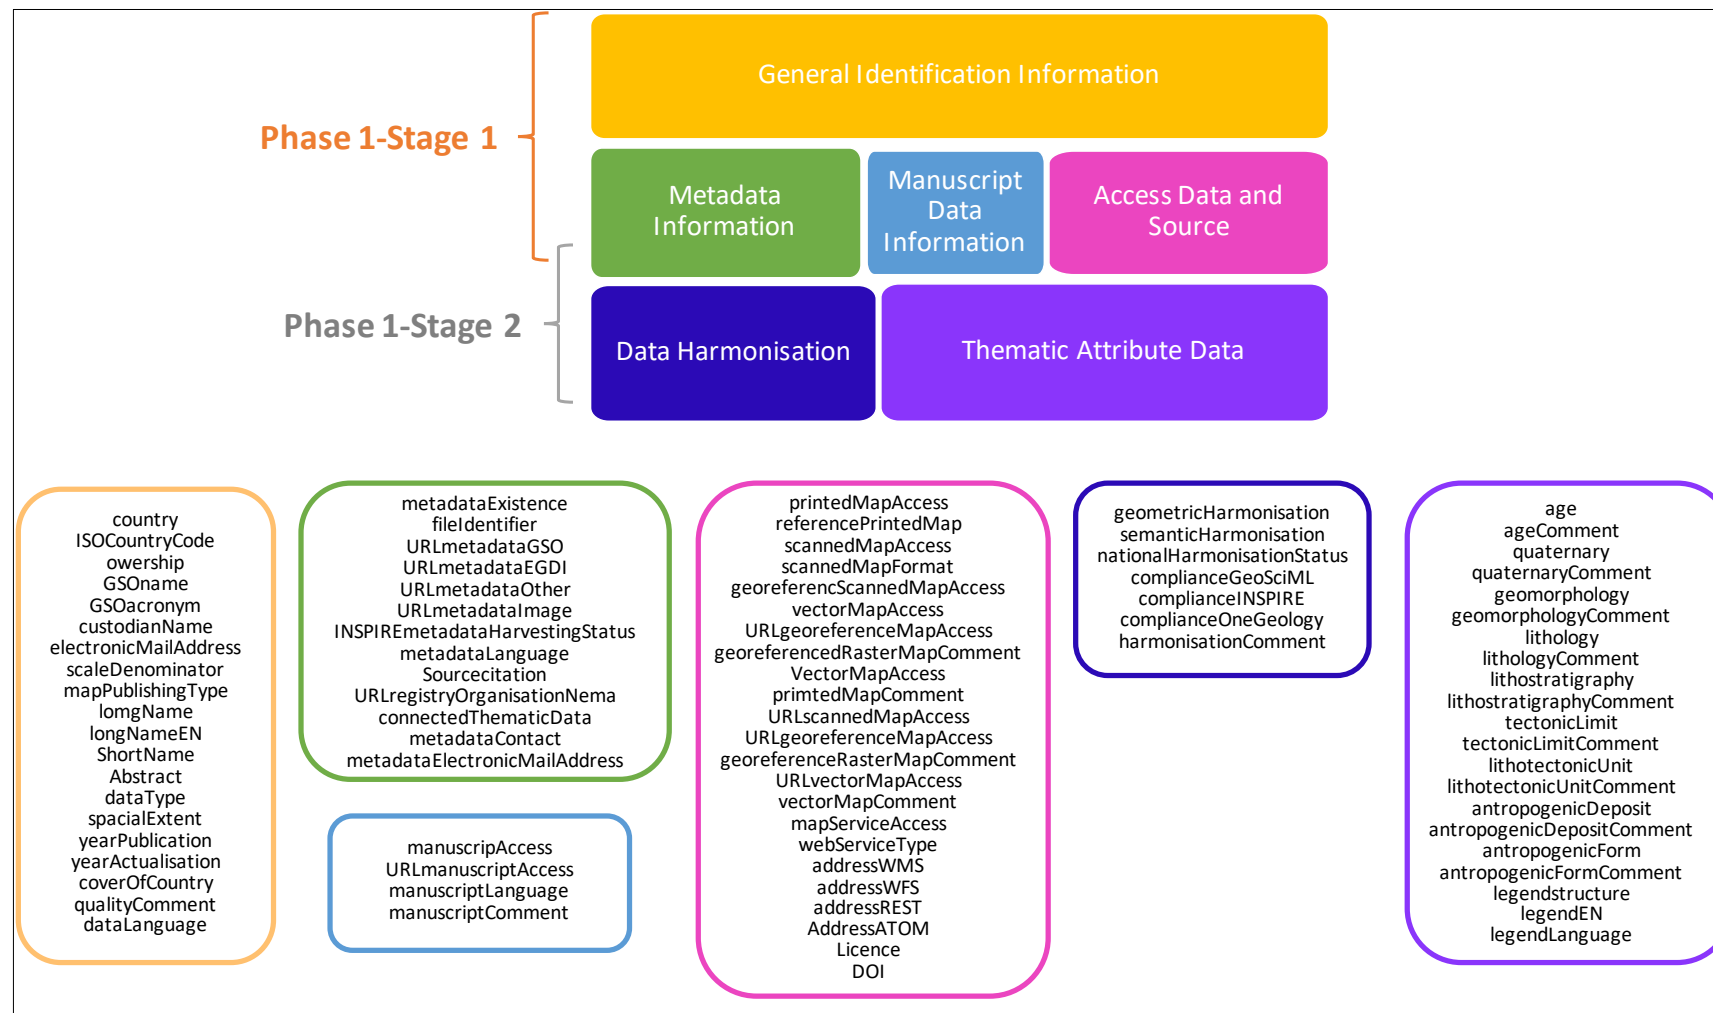 General Identification Information
Phase 1-Stage 1
Metadada
Information
Manuscript
Data
Information
Access Data and
Source
Phase 1-Stage 2
Data Harmonisation
Thematic Attribute Data
country
ISOCountryCode
owership
GSOname
GSOacronym
custodianName
electronicMailAddress
scaleDenominator
mapPublishingType
lomgName
longNameEN
ShortName
Abstract
dataType
spacialExtent
yearPublication
yearActualisation
coverOfCountry
qualityComment
dataLanguage
metadataExistence
fileIdentifier
URLmetadataGSO
URLmetadataEGDI
URLmetadataOther
URLmetadataImage
INSPIREmetadataHarvestingStatus
metadataLanguage
Sourcecitation
URLregistryOrganisationNema
connectedThematicData
metadataContact
metadataElectronicMailAddress
manuscripAccess
URLmanuscriptAccess
manuscriptLanguage
manuscriptComment
printedMapAccess
referencePrintedMap
scannedMapAccess
scannedMapFormat
georeferencScannedMapAccess
vectorMapAccess
URLgeoreferenceMapAccess
georeferencedRasterMapComment
VectorMapAccess
primtedMapComment
URLscannedMapAccess
URLgeoreferenceMapAccess
georeferenceRasterMapComment
URLvectorMapAccess
vectorMapComment
mapServiceAccess
webServiceType
addressWMS
addressWFS
addressREST
AddressATOM
Licence
DOI
geometricHarmonisation
semanticHarmonisation
nationalHarmonisationStatus
complianceGeoSciML
complianceINSPIRE
complianceOneGeology
harmonisationComment
age
ageComment
quaternary
quaternaryComment
geomorphology
geomorphologyComment
lithology
lithologyComment
lithostratigraphy
lithostratigraphyComment
tectonicLimit
tectonicLimitComment
lithotectonicUnit
lithotectonicUnitComment
antropogenicDeposit
antropogenicDepositComment
antropogenicForm
antropogenicFormComment
legendstructure
legendEN
legendLanguage